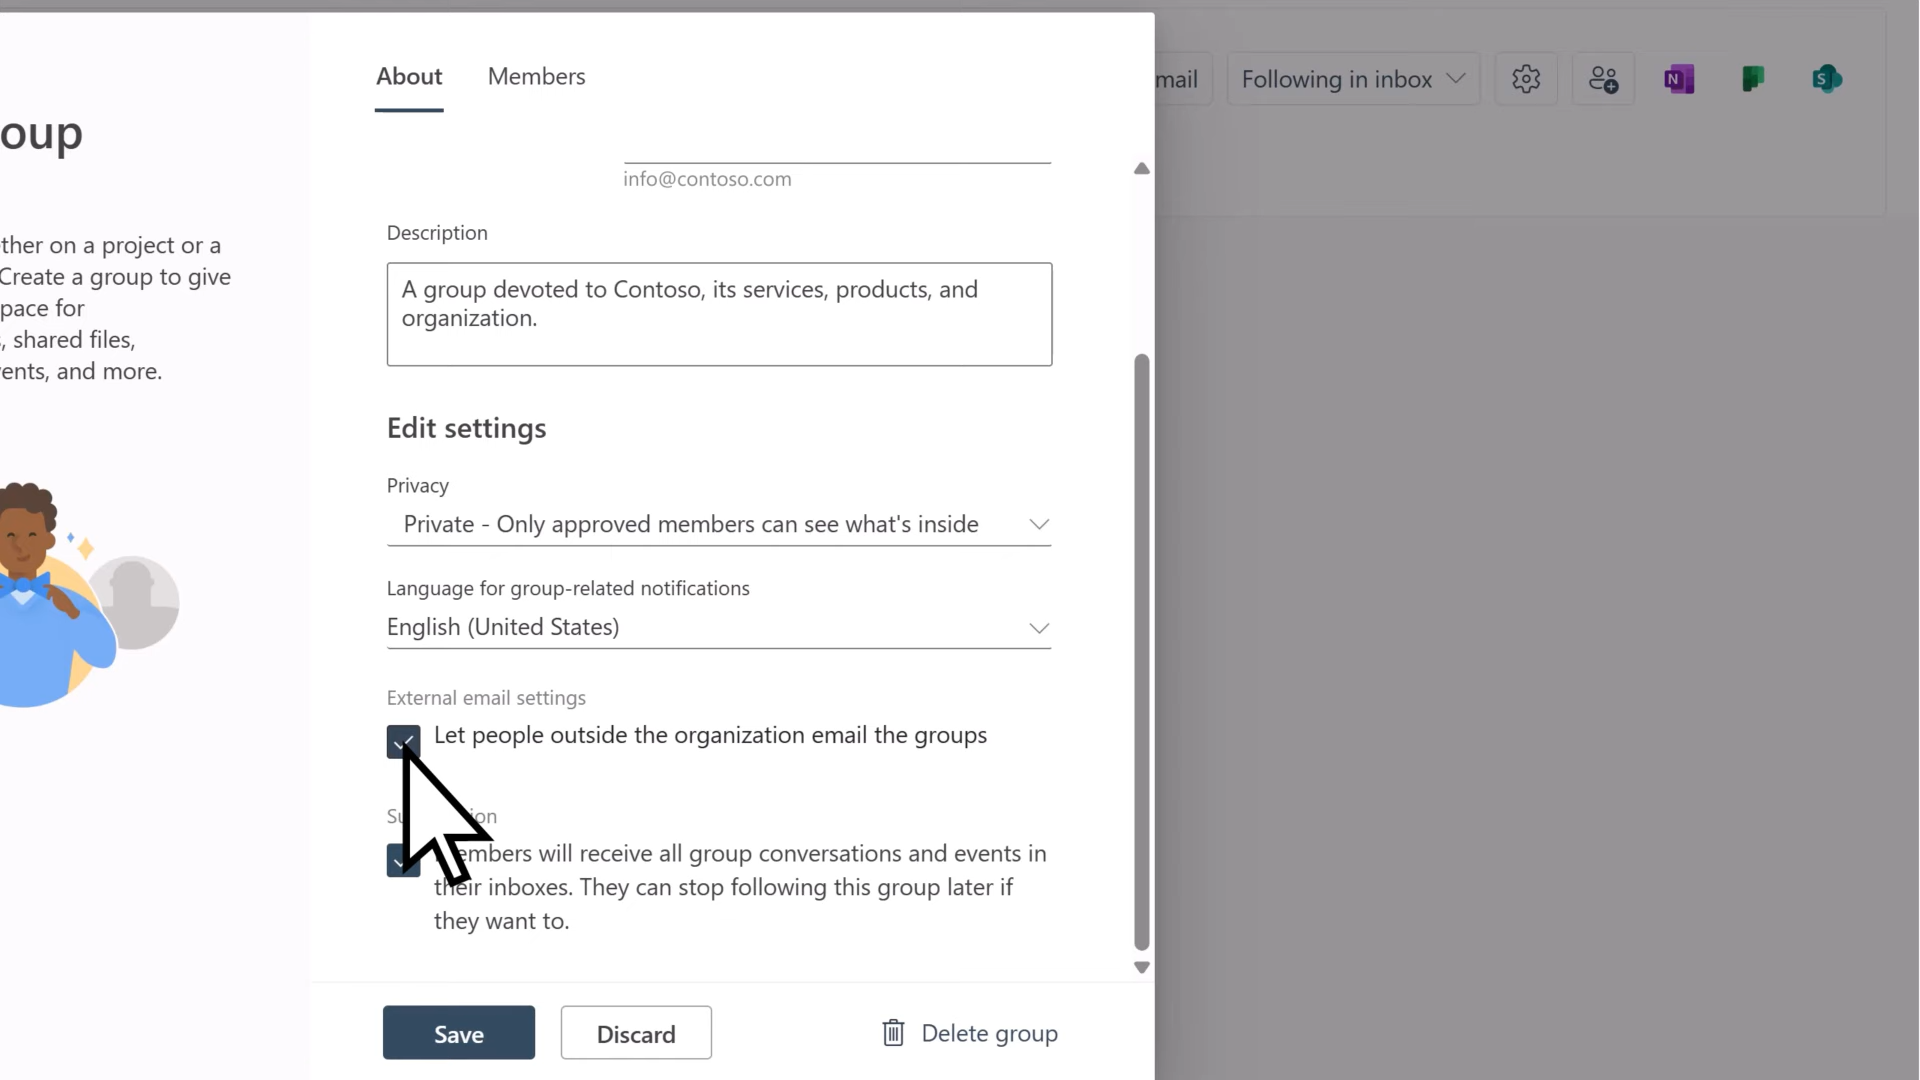 About Members
mail Following in inbox
N S
oup
info@contoso.com
ther on a project or a
Create a group to give
pace for
, shared files,
ents, and more.
Description
A group devoted to Contoso, its services, products, and
organization.
Edit settings
Privacy
Private - Only approved members can see what's inside
Language for group-related notifications
English (United States)
External email settings
Let people outside the organization email the groups
embers will receive all group conversations and events in
their inboxes. They can stop following this group later if
they want to.
Save Discard Delete group